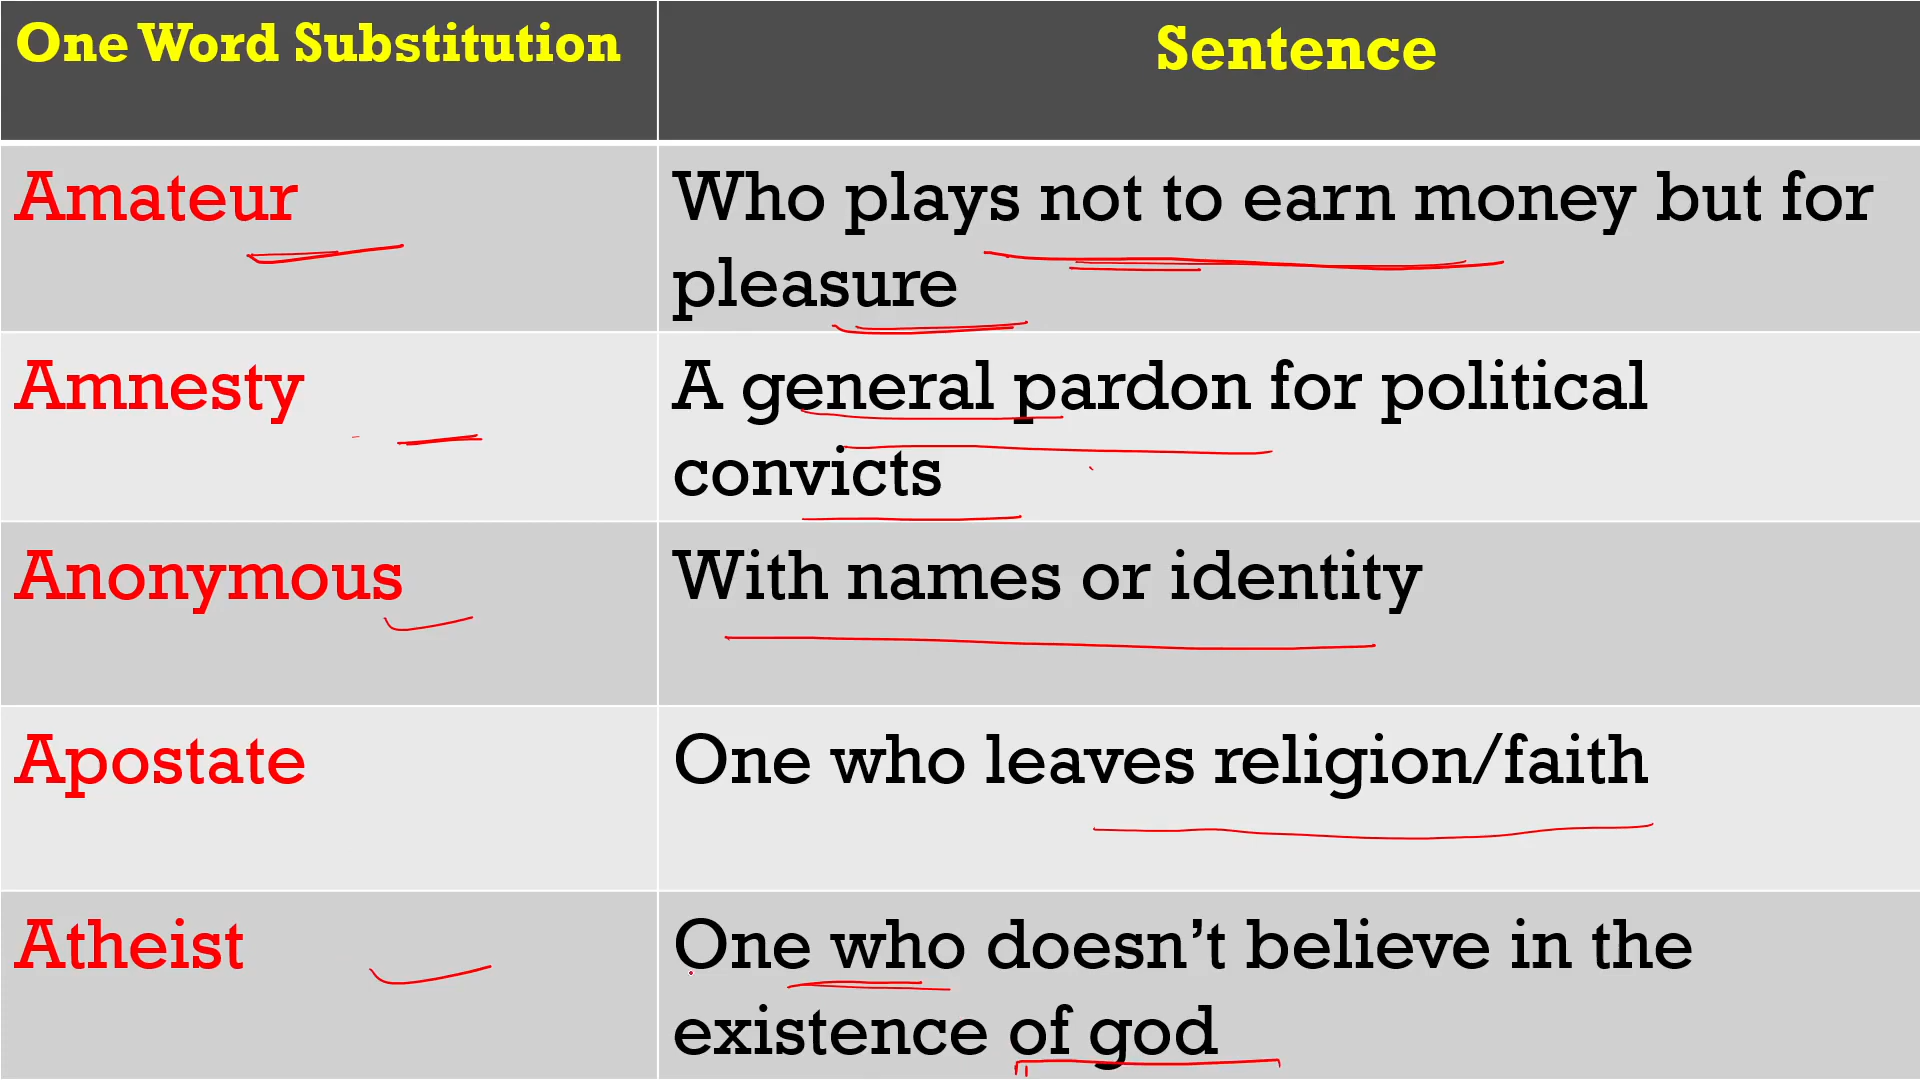 One Word Substitution
Sentence
Amateur
Who plays not to earn money but for
pleasure
Amnesty
A general pardon for political
convicts
Anonymous
With names or identity
Apostate
One who leaves religion/faith
Atheist
One who doesn’t believe in the
existence of god